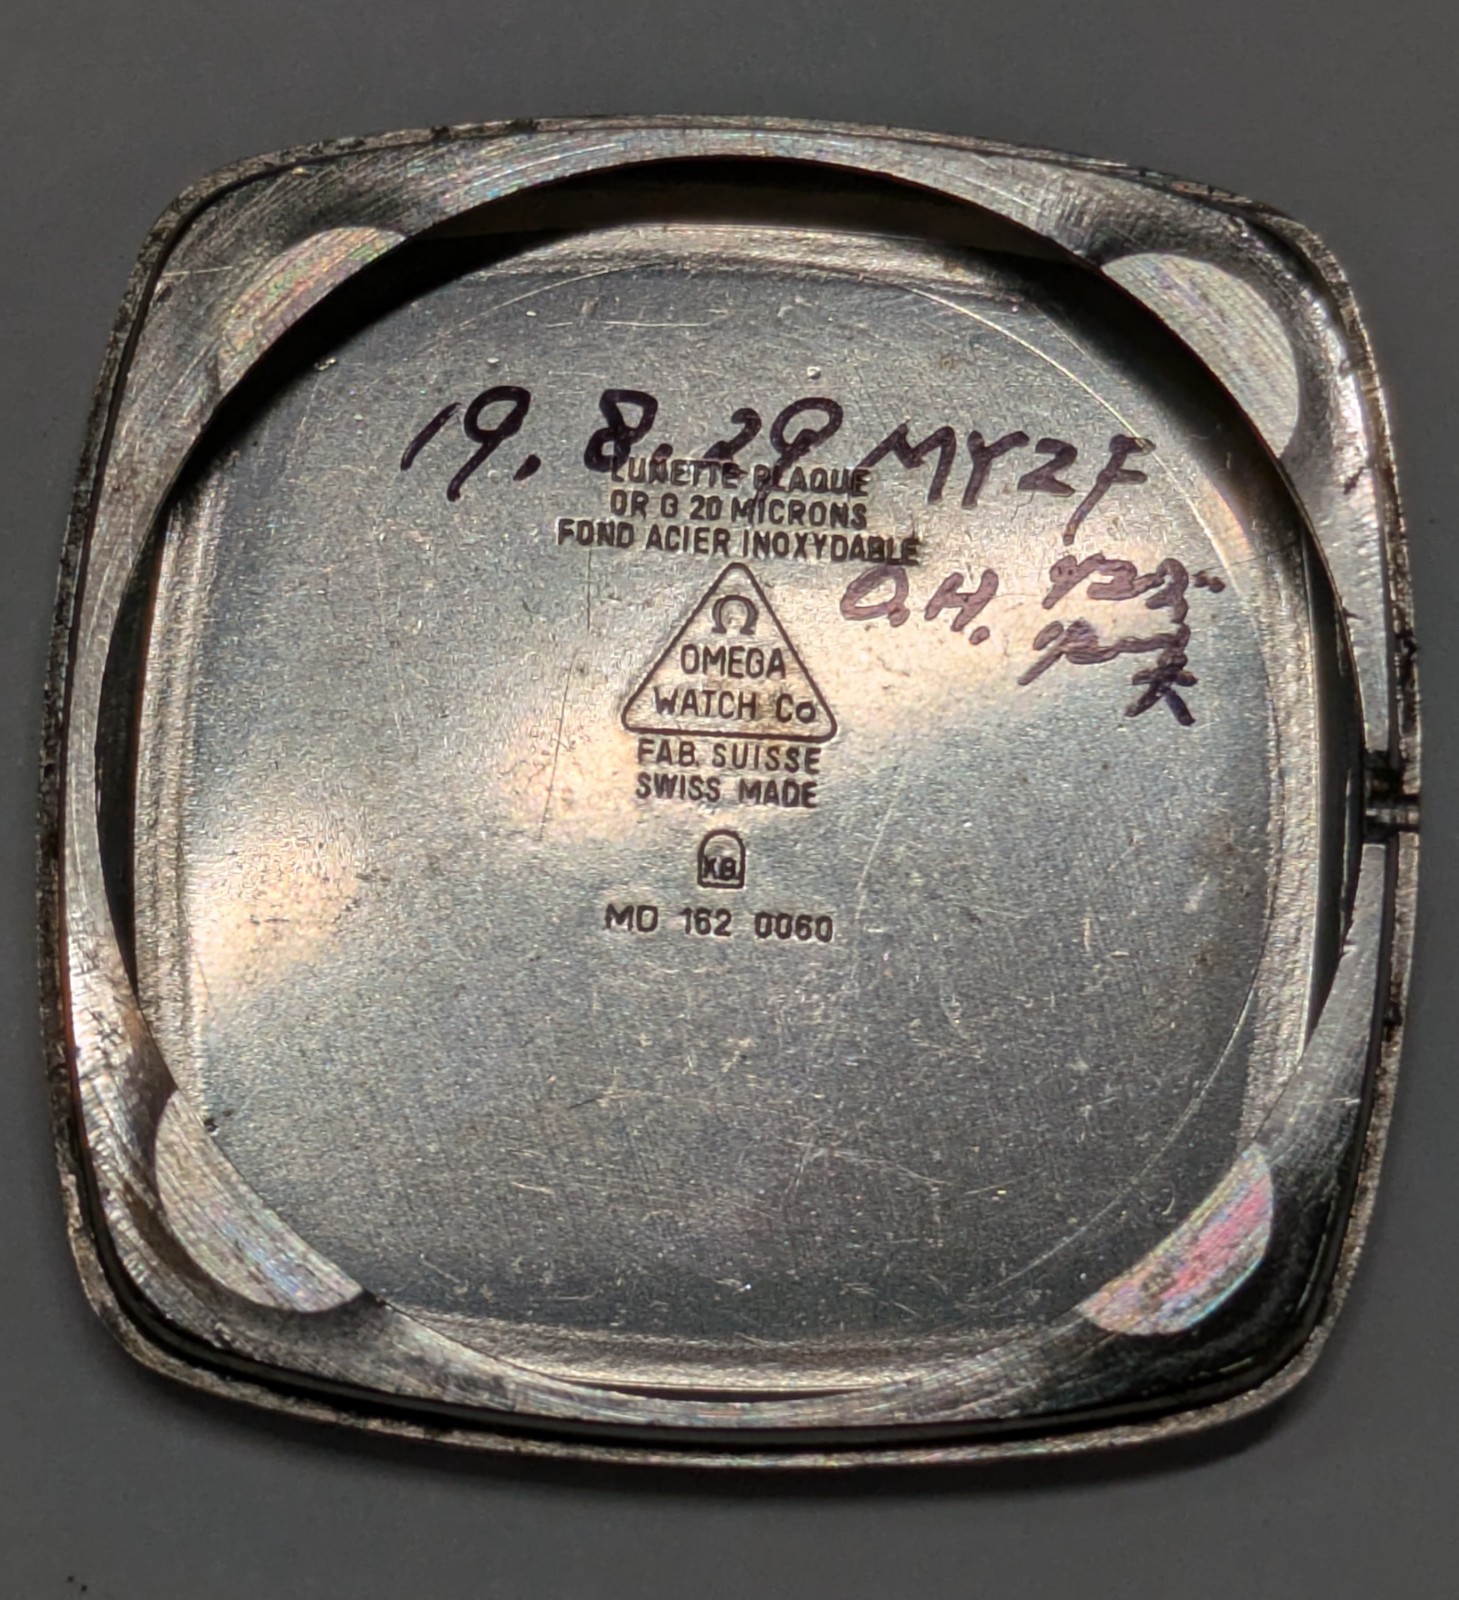 19. 8. 29 MY2F
LUNETTE PLAQUE
OR G 20 MICRONS
FOND ACIER INOXYDABLE
O.H.
Ω
OMEGA
WATCH Co
FAB. SUISSE
SWISS MADE
KB
MD 162 0060